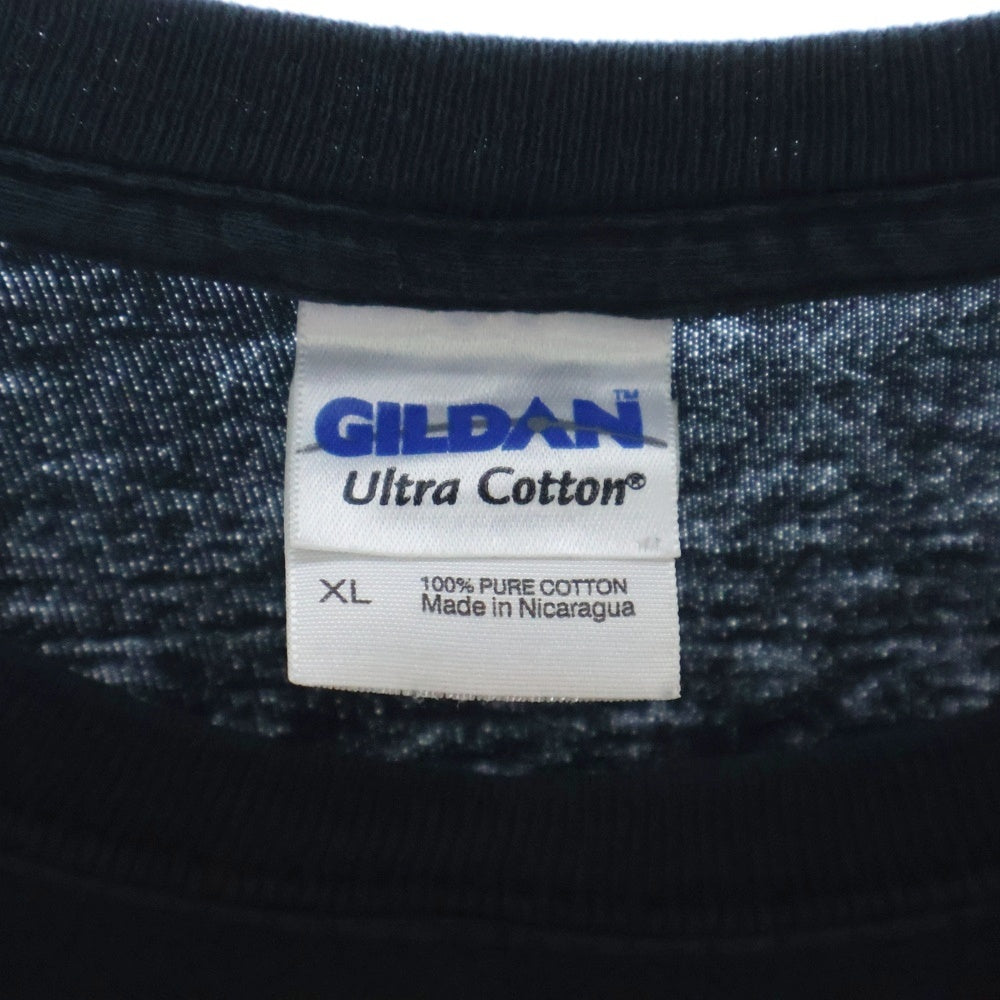 GILDAN™
Ultra Cotton®
XL
100% PURE COTTON
Made in Nicaragua